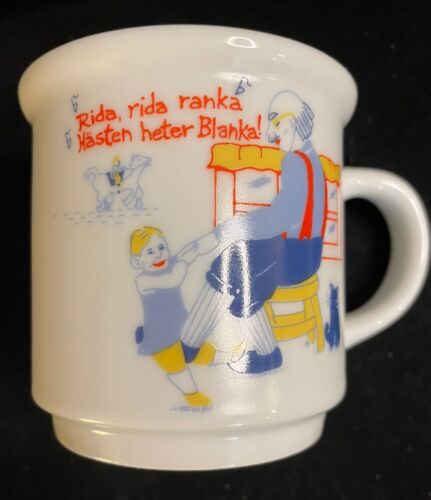 Rida, rida ranka
Hästen heter Blanka!